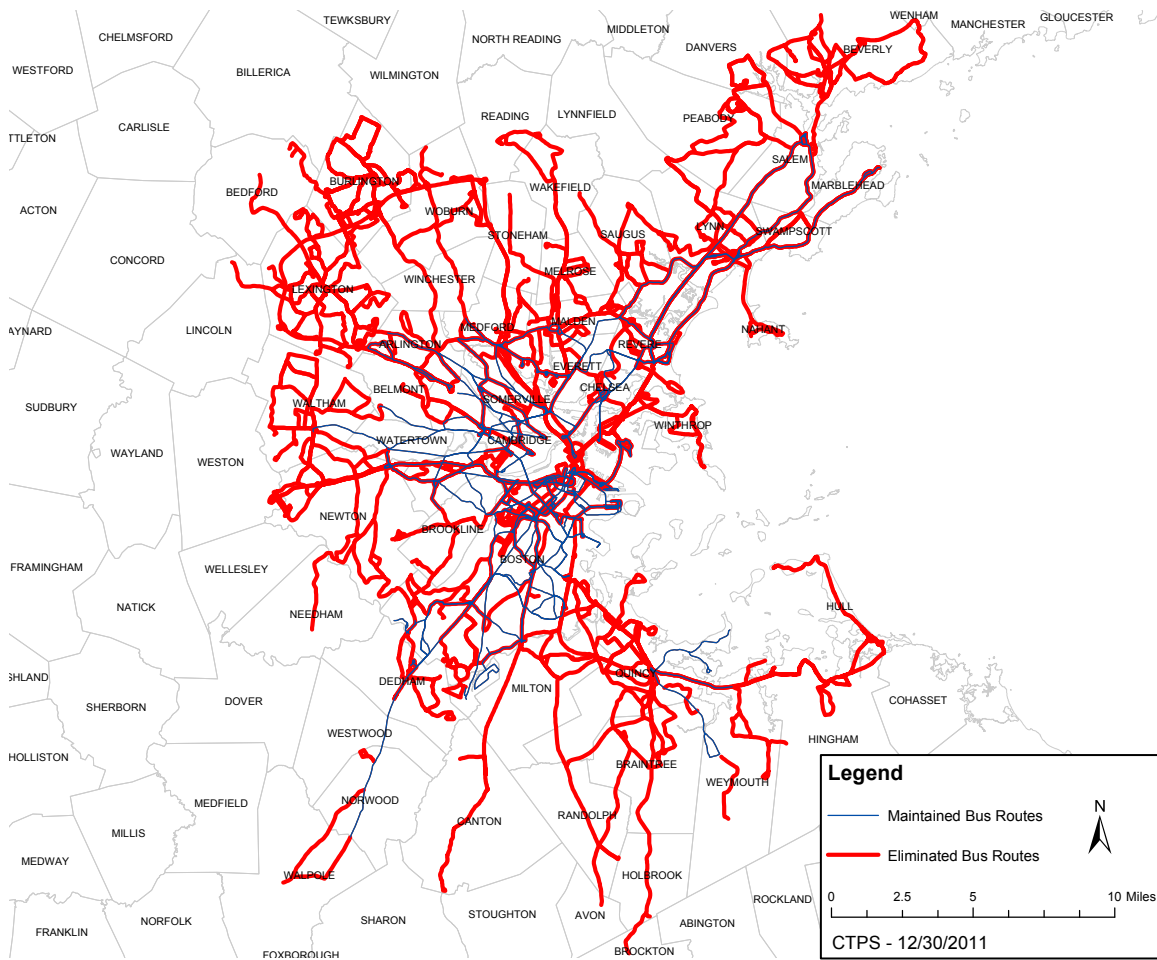 TEWKSBURY
WENHAM
GLOUCESTER
MANCHESTER
CHELMSFORD
NORTH READING
MIDDLETON
DANVERS
BEVERLY
WESTFORD
BILLERICA
WILMINGTON
READING
LYNNFIELD
PEABODY
CARLISLE
TTLETON
SALEM
BURLINGTON
BEDFORD
WAKEFIELD
MARBLEHEAD
ACTON
WOBURN
STONEHAM
SAUGUS
LYNN
SWAMPSCOTT
CONCORD
WINCHESTER
MELROSE
LEXINGTON
LINCOLN
AYNARD
MEDFORD
MALDEN
NAHANT
ARLINGTON
REVERE
EVERETT
BELMONT
CHELSEA
SUDBURY
WALTHAM
SOMERVILLE
WINTHROP
WATERTOWN
CAMBRIDGE
WAYLAND
WESTON
NEWTON
BROOKLINE
BOSTON
FRAMINGHAM
WELLESLEY
NATICK
NEEDHAM
HULL
SHLAND
DEDHAM
QUINCY
MILTON
DOVER
SHERBORN
COHASSET
WESTWOOD
HINGHAM
HOLLISTON
BRAINTREE
WEYMOUTH
MEDFIELD
NORWOOD
MILLIS
CANTON
RANDOLPH
MEDWAY
WALPOLE
HOLBROOK
ROCKLAND
NORFOLK
SHARON
STOUGHTON
AVON
ABINGTON
FRANKLIN
FOXBOROUGH
BROCKTON
Legend
Maintained Bus Routes
N
Eliminated Bus Routes
0 2.5 5 10 Miles
CTPS - 12/30/2011